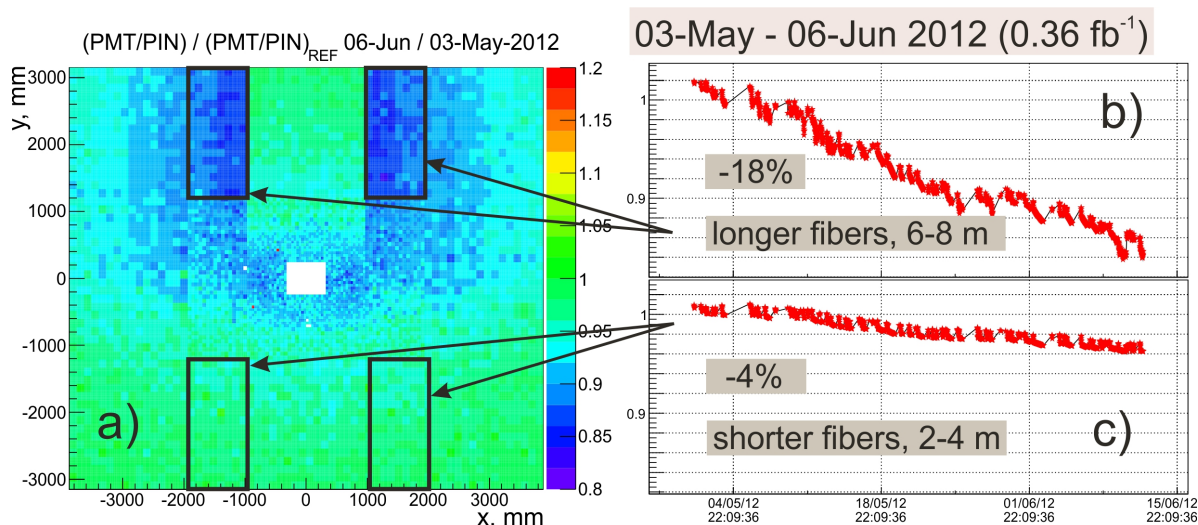 (PMT/PIN) / (PMT/PIN)REF 06-Jun / 03-May-2012
y, mm
3000
2000
1000
0
-1000
-2000
-3000
-3000 -2000 -1000 0 1000 2000 3000
x, mm
1.2
1.15
1.1
1.05
1
0.95
0.9
0.85
0.8
a)
03-May - 06-Jun 2012 (0.36 fb-1)
1
0.9
b)
-18%
longer fibers, 6-8 m
1
0.9
-4%
shorter fibers, 2-4 m
c)
04/05/12 18/05/12 01/06/12 15/06/12
22:09:36 22:09:36 22:09:36 22:09:36